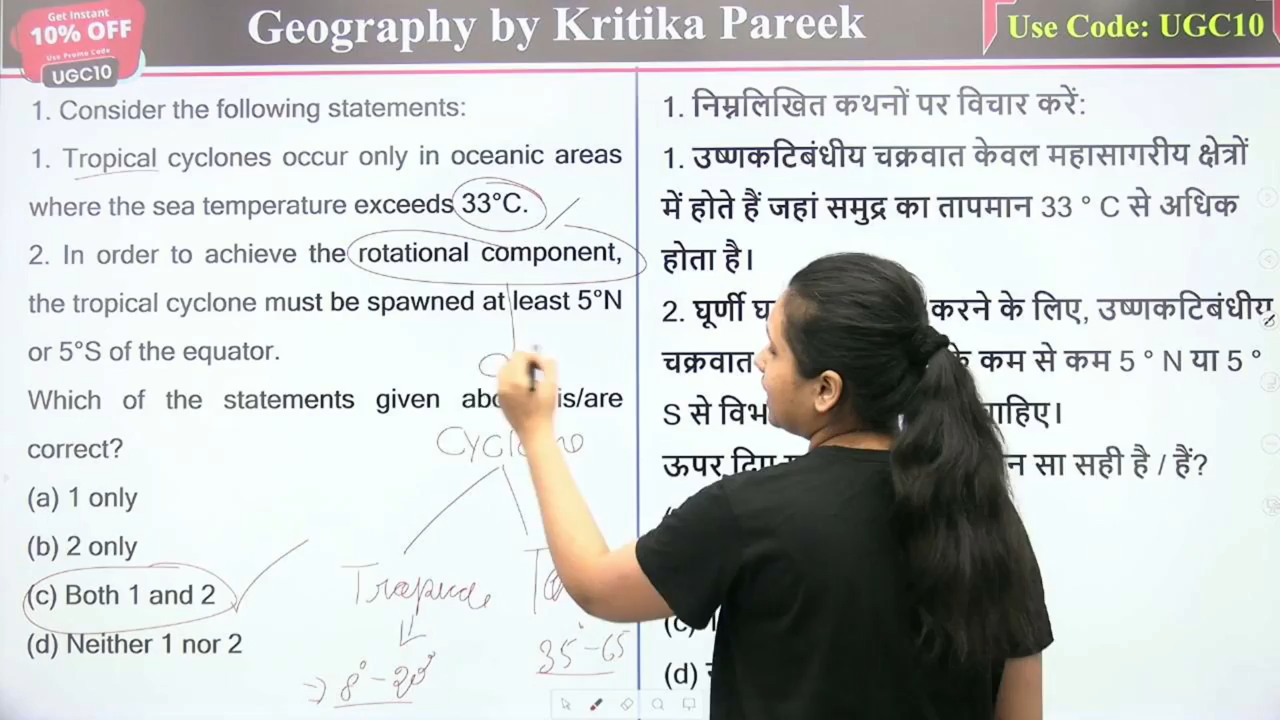 Get Instant
10% OFF
Use Promo Code
UGC10
Geography by Kritika Pareek
Use Code: UGC10
1. Consider the following statements:
1. Tropical cyclones occur only in oceanic areas
where the sea temperature exceeds 33°C.
2. In order to achieve the rotational component,
the tropical cyclone must be spawned at least 5°N
or 5°S of the equator.
Which of the statements given is/are
correct?
(a) 1 only
(b) 2 only
(c) Both 1 and 2
(d) Neither 1 nor 2
Cyclone
35° - 65
1. निम्नलिखित कथनों पर विचार करें:
1. उष्णकटिबंधीय चक्रवात केवल महासागरीय क्षेत्रों
में होते हैं जहां समुद्र का तापमान 33 ° C से अधिक
होता है।
2. घूर्णी करने के लिए, उष्णकटिबंधीय
चक्रवात कम से कम 5 ° N या 5 °
S से
ऊपर सा सही है / हैं?
(d)